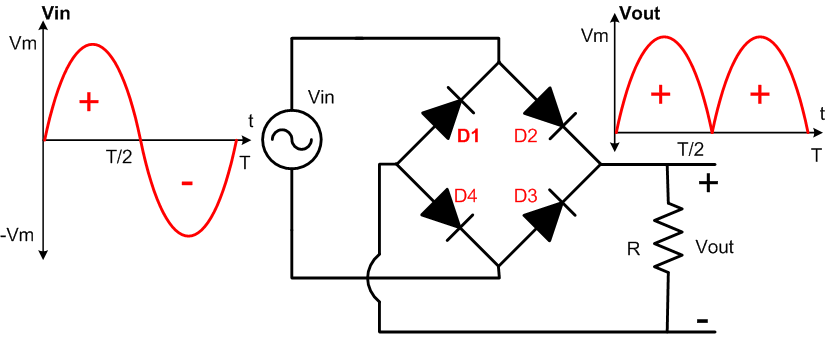 Vin
Vm
+
t
T/2
T
-
-Vm
Vin
D1
D2
D4
D3
Vout
Vm
+
+
t
T/2
T
+
R
Vout
-